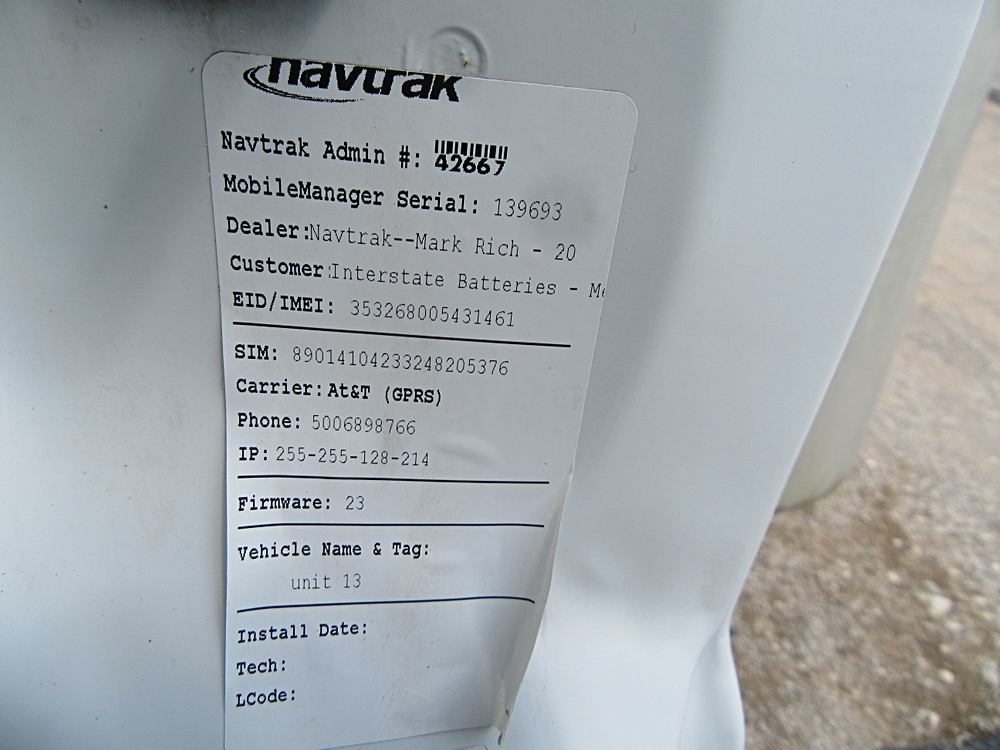 navtrak
Navtrak Admin #: 42667
MobileManager Serial: 139693
Dealer:Navtrak--Mark Rich - 20
Customer:Interstate Batteries -
EID/IMEI: 353268005431461
SIM: 89014104233248205376
Carrier:At&T (GPRS)
Phone: 5006898766
IP: 255-255-128-214
Firmware: 23
Vehicle Name & Tag:
unit 13
Install Date:
Tech:
LCode: